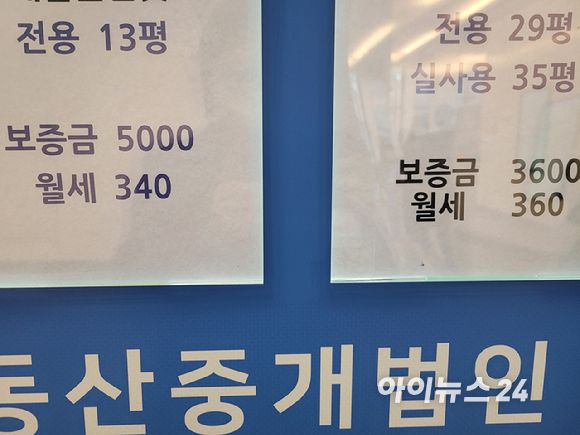 전용 13평
보증금 5000
월세 340
전용 29평
실사용 35평
보증금 3600
월세 360
동산중개법인
아이뉴스24